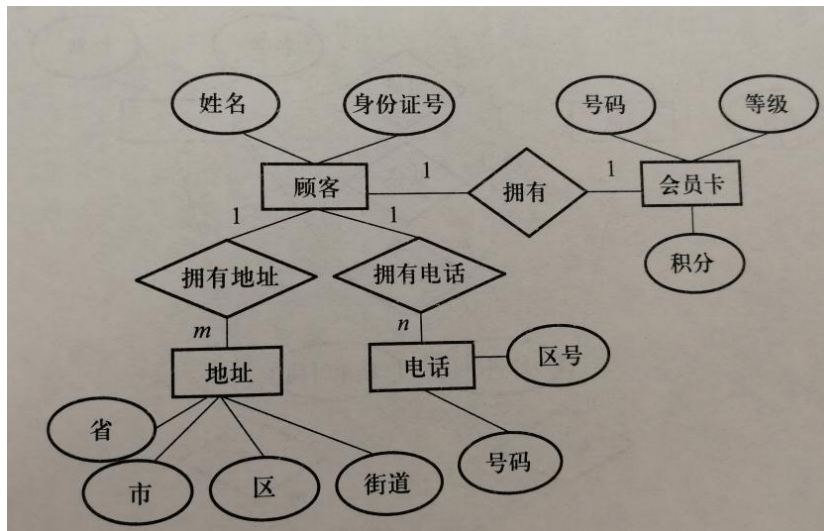 姓名
身份证号
号码
等级
顾客
1
拥有
1
会员卡
1
1
积分
拥有地址
拥有电话
m
n
地址
电话
区号
省
市
区
街道
号码